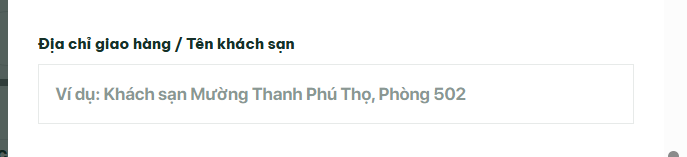 Địa chỉ giao hàng / Tên khách sạn
Ví dụ: Khách sạn Mường Thanh Phú Thọ, Phòng 502